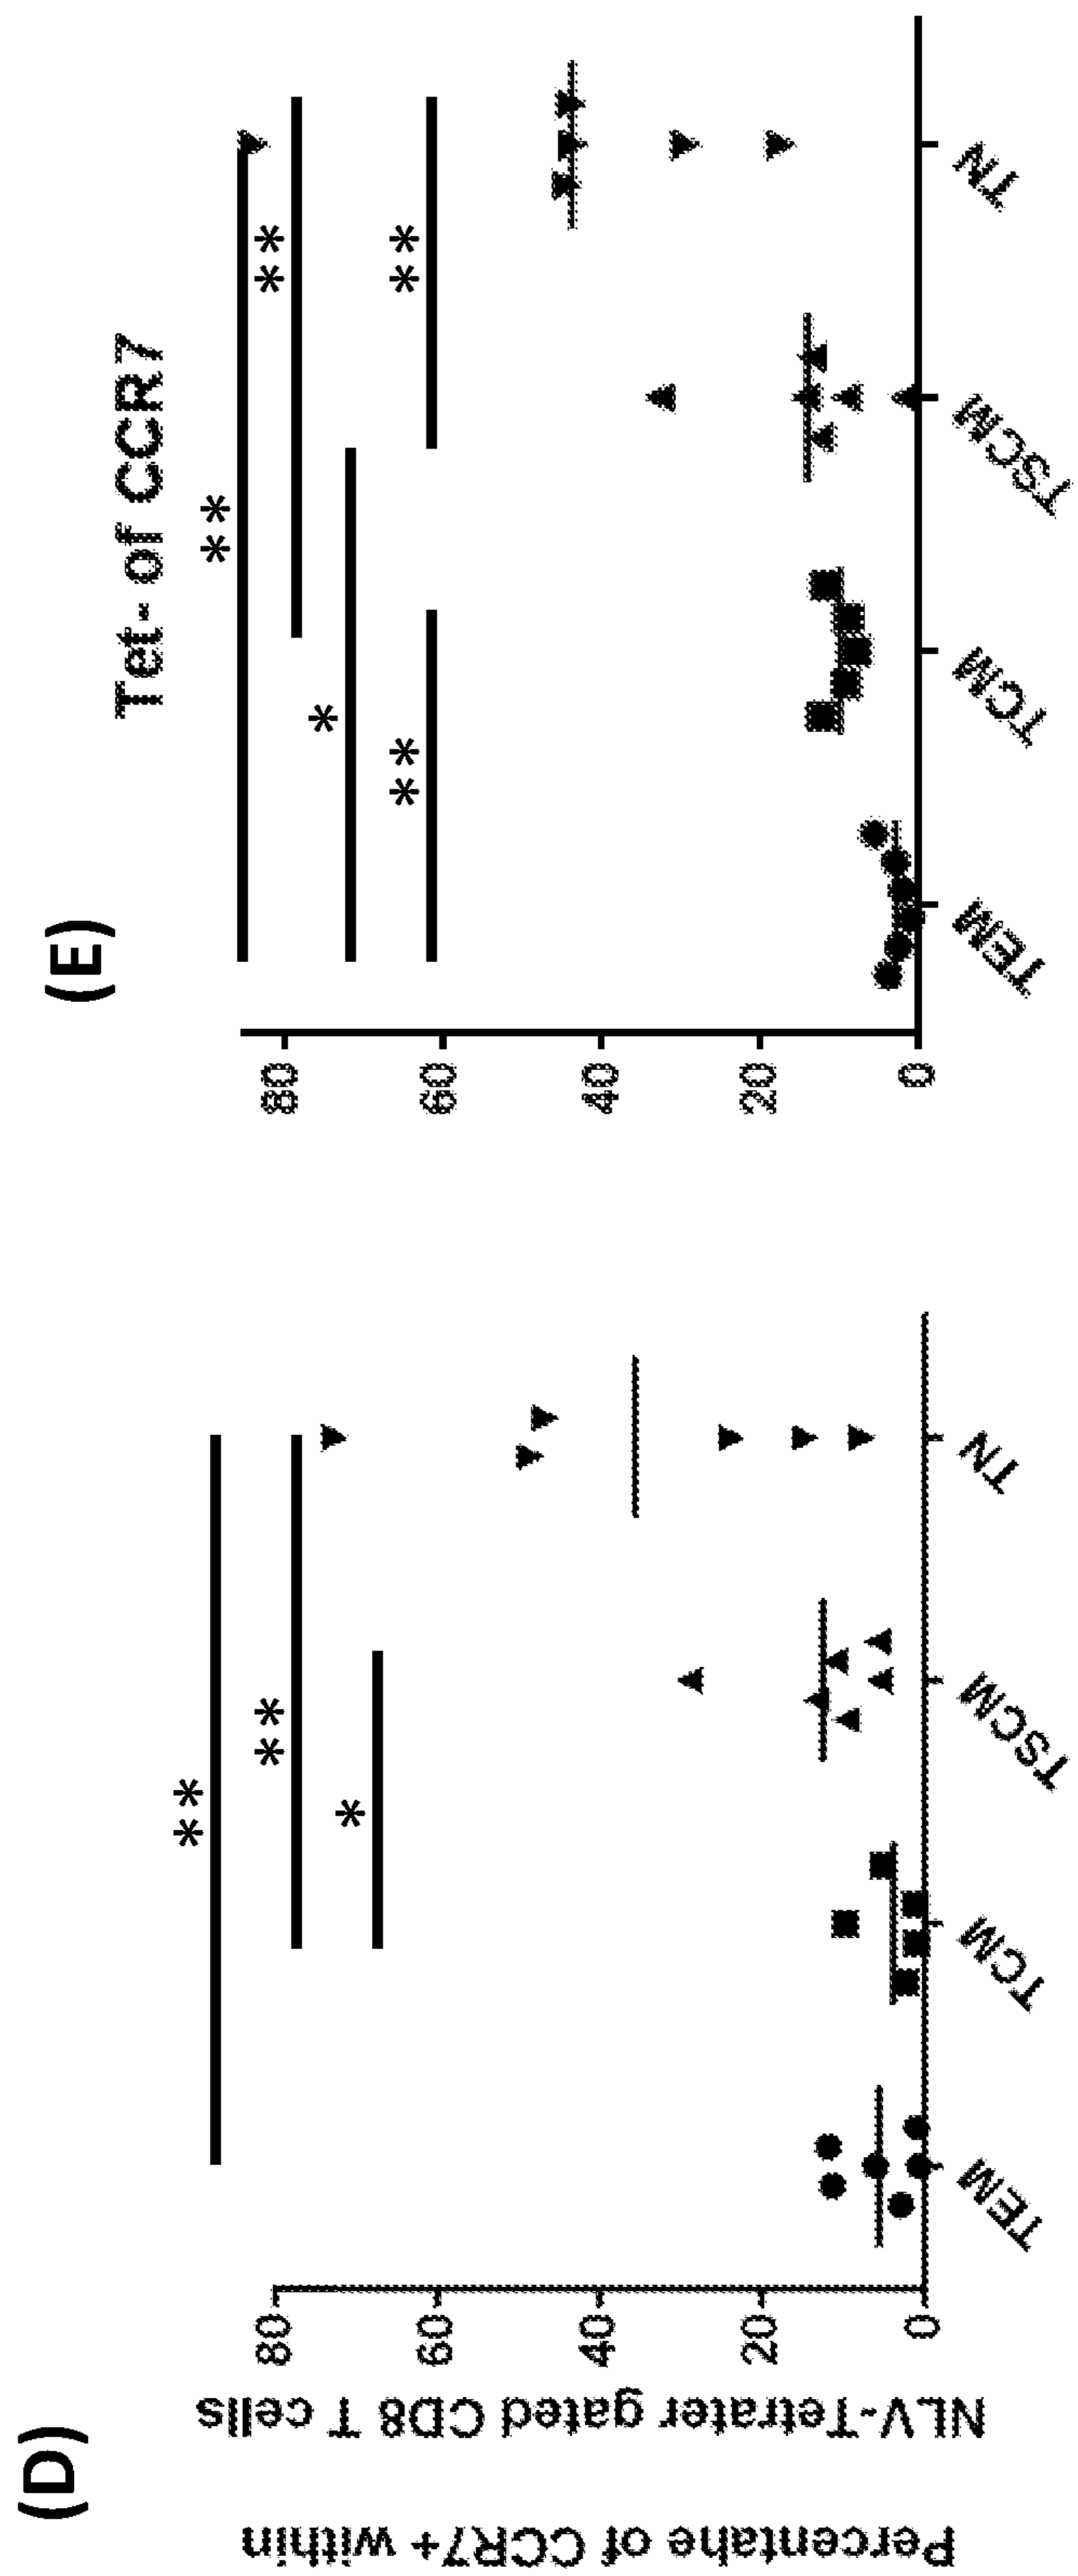 (D)
Percentahe of CCR7+ within
NLV-Tetrater gated CD8 T cells
80
60
40
20
0
**
**
*
TEM
TCM
TSCM
TN
(E)
Tet- of CCR7
80
60
40
20
0
**
**
*
**
**
TEM
TCM
TSCM
TN